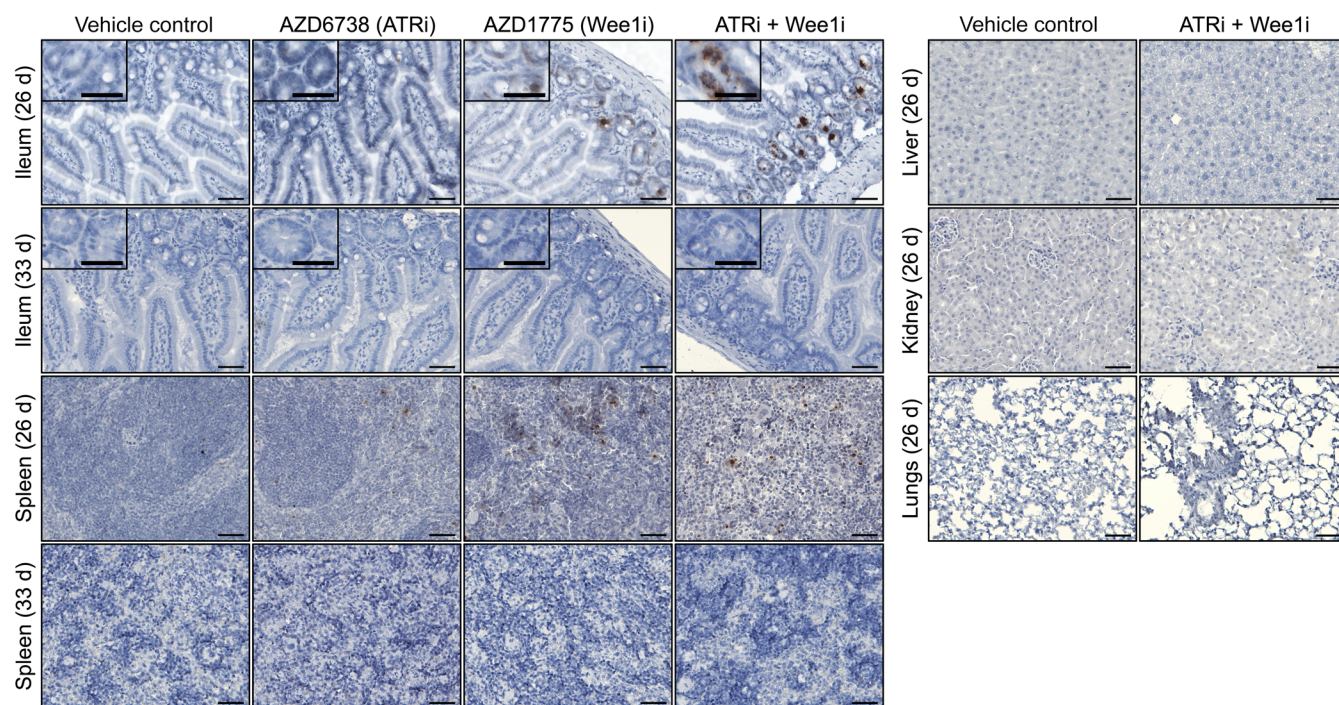 Vehicle control AZD6738 (ATRi) AZD1775 (Wee1i) ATRi + Wee1i Vehicle control ATRi + Wee1i
Ileum (26 d)
Ileum (33 d)
Spleen (26 d)
Spleen (33 d)
Liver (26 d)
Kidney (26 d)
Lungs (26 d)